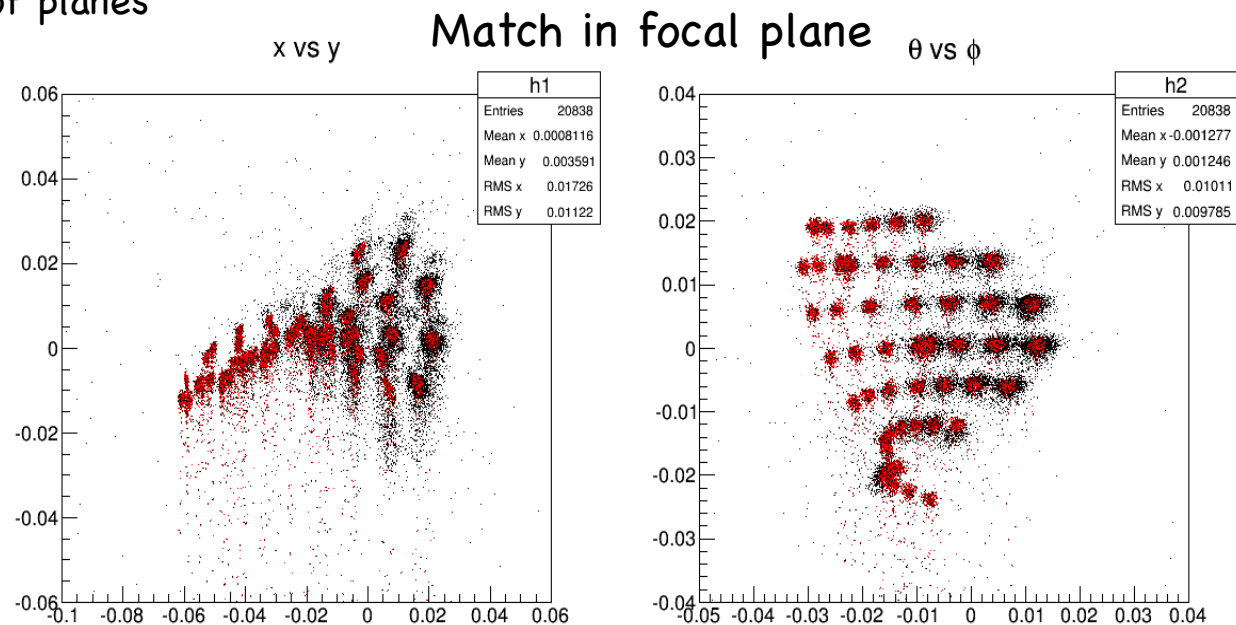 of planes
Match in focal plane
x vs y
θ vs ϕ
h1
Entries 20838
Mean x 0.0008116
Mean y 0.003591
RMS x 0.01726
RMS y 0.01122
0.06
0.04
0.02
0
-0.02
-0.04
-0.06
-0.1 -0.08 -0.06 -0.04 -0.02 0 0.02 0.04 0.06
h2
Entries 20838
Mean x -0.001277
Mean y 0.001246
RMS x 0.01011
RMS y 0.009785
0.04
0.03
0.02
0.01
0
-0.01
-0.02
-0.03
-0.04
-0.05 -0.04 -0.03 -0.02 -0.01 0 0.01 0.02 0.03 0.04